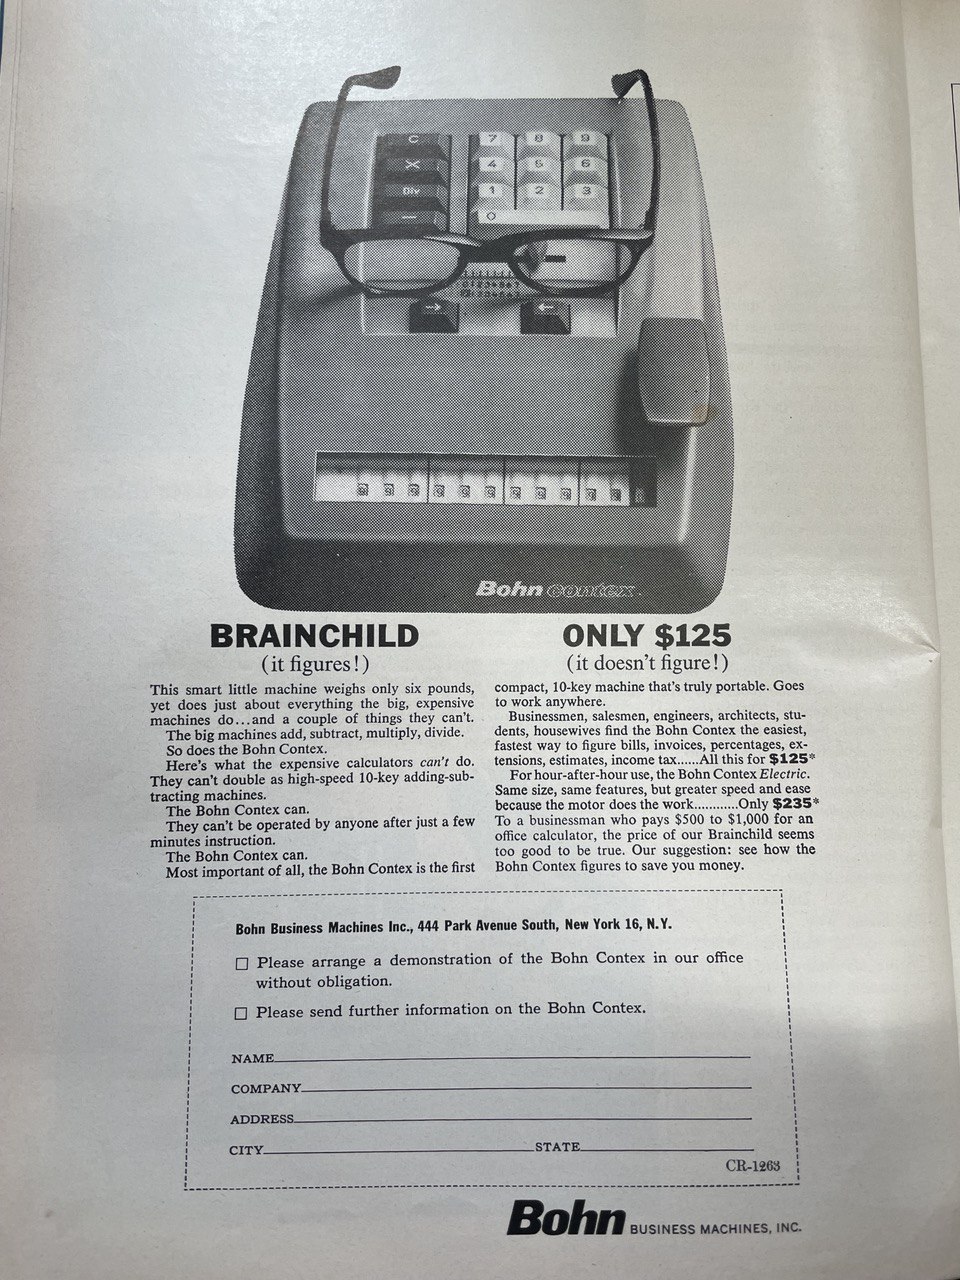 C
7 8 9
X
4 5 6
Div
1 2 3
—
0
→ ←
9 9 9 9 9 9 9 9 9 9 9
Bohn contex
BRAINCHILD
(it figures!)
This smart little machine weighs only six pounds,
yet does just about everything the big, expensive
machines do...and a couple of things they can't.
The big machines add, subtract, multiply, divide.
So does the Bohn Contex.
Here's what the expensive calculators can't do.
They can't double as high-speed 10-key adding-sub-
tracting machines.
The Bohn Contex can.
They can't be operated by anyone after just a few
minutes instruction.
The Bohn Contex can.
Most important of all, the Bohn Contex is the first
ONLY $125
(it doesn't figure!)
compact, 10-key machine that's truly portable. Goes
to work anywhere.
Businessmen, salesmen, engineers, architects, stu-
dents, housewives find the Bohn Contex the easiest,
fastest way to figure bills, invoices, percentages, ex-
tensions, estimates, income tax......All this for $125*
For hour-after-hour use, the Bohn Contex Electric.
Same size, same features, but greater speed and ease
because the motor does the work............Only $235*
To a businessman who pays $500 to $1,000 for an
office calculator, the price of our Brainchild seems
too good to be true. Our suggestion: see how the
Bohn Contex figures to save you money.
Bohn Business Machines Inc., 444 Park Avenue South, New York 16, N.Y.
☐ Please arrange a demonstration of the Bohn Contex in our office
without obligation.
☐ Please send further information on the Bohn Contex.
NAME
COMPANY
ADDRESS
CITY STATE
CR-1263
Bohn BUSINESS MACHINES, INC.